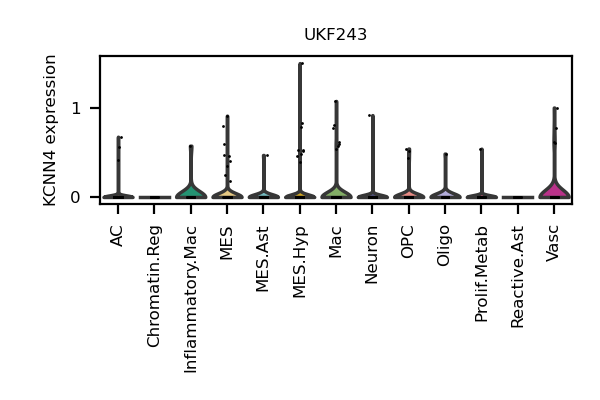 UKF243
KCNN4 expression
1
0
AC
Chromatin.Reg
Inflammatory.Mac
MES
MES.Ast
MES.Hyp
Mac
Neuron
OPC
Oligo
Prolif.Metab
Reactive.Ast
Vasc